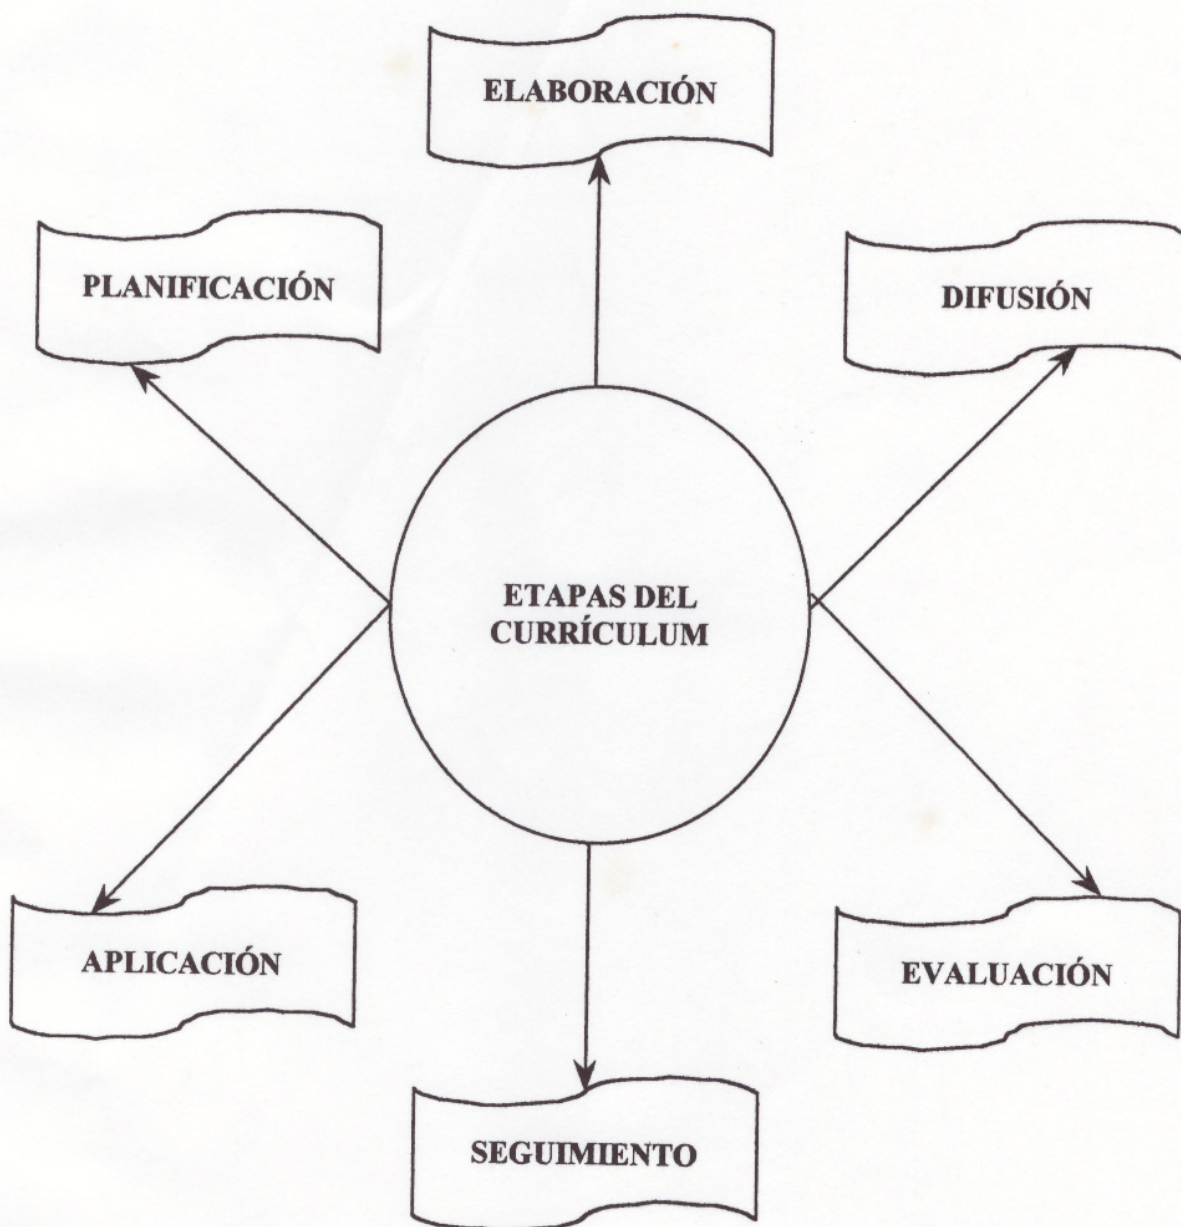 ELABORACIÓN
PLANIFICACIÓN
DIFUSIÓN
ETAPAS DEL
CURRÍCULUM
APLICACIÓN
EVALUACIÓN
SEGUIMIENTO